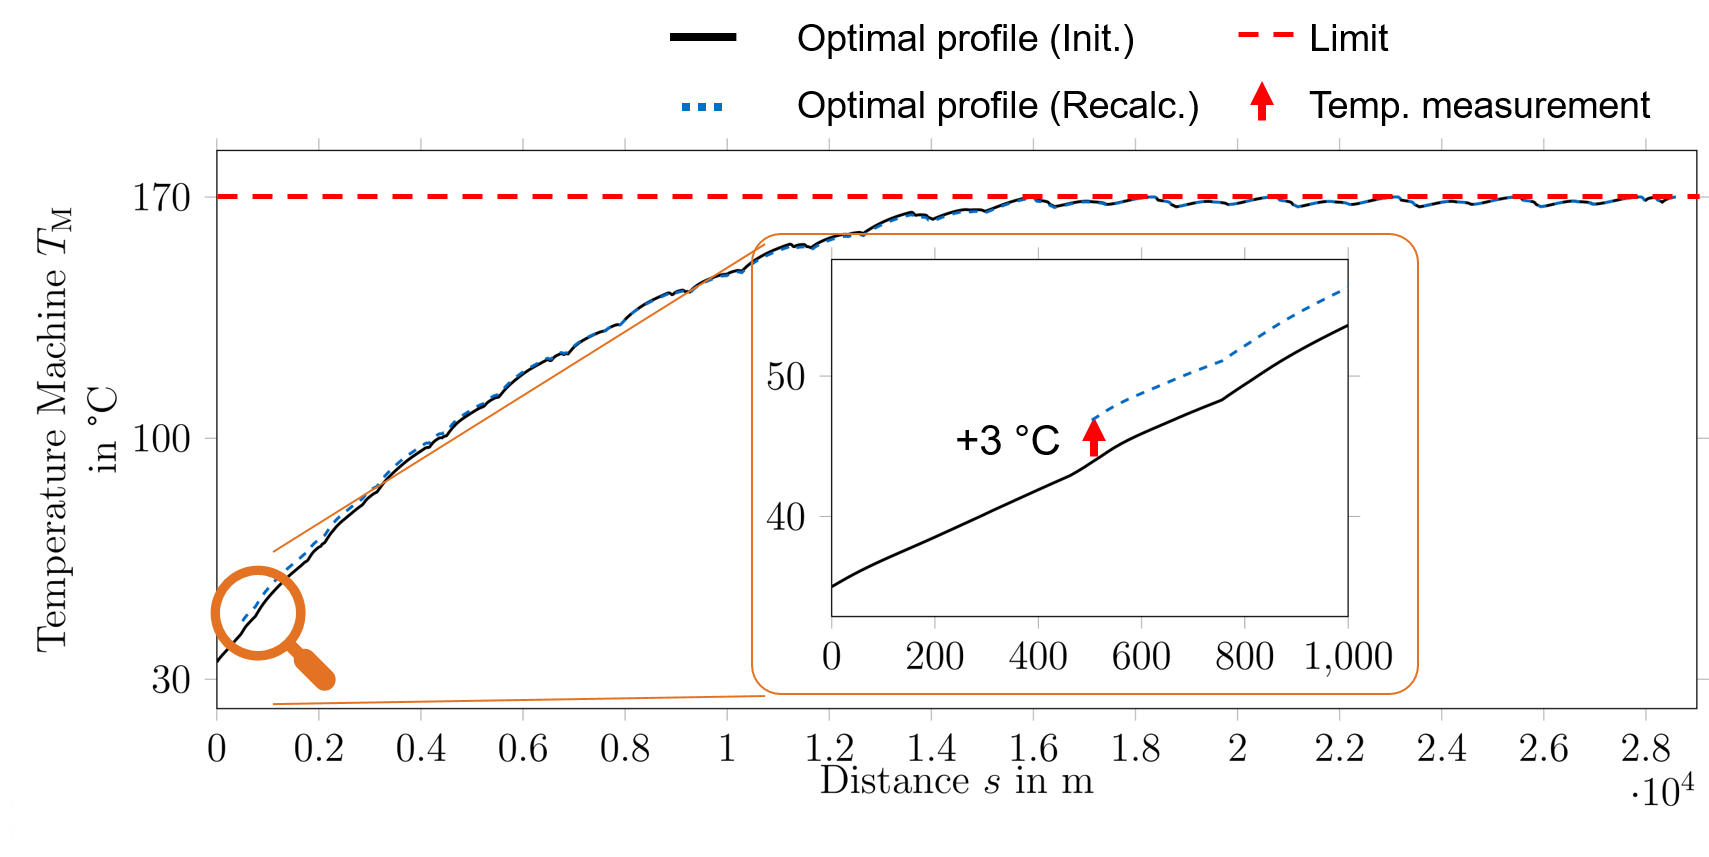 Optimal profile (Init.)
Limit
Optimal profile (Recalc.)
Temp. measurement
Temperature Machine T_M
in °C
170
100
30
50
40
+3 °C
0 200 400 600 800 1,000
0 0.2 0.4 0.6 0.8 1 1.2 1.4 1.6 1.8 2 2.2 2.4 2.6 2.8
Distance s in m
·10⁴